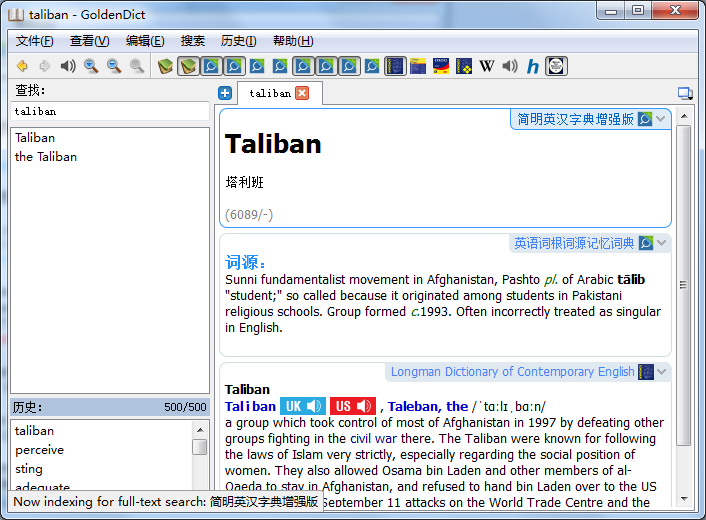 taliban - GoldenDict
文件(F) 查看(V) 编辑(E) 搜索 历史(I) 帮助(H)
W h
查找:
taliban
Taliban
the Taliban
历史: 500/500
taliban
perceive
sting
adequate
taliban
简明英汉字典增强版
Taliban
塔利班
(6089/-)
英语词根词源记忆词典
词源：
Sunni fundamentalist movement in Afghanistan, Pashto pl. of Arabic tālib
"student;" so called because it originated among students in Pakistani
religious schools. Group formed c.1993. Often incorrectly treated as singular
in English.
Longman Dictionary of Contemporary English
Taliban
Taliban UK US , Taleban, the /ˈtɑːlɪˌbɑːn/
a group which took control of most of Afghanistan in 1997 by defeating other
groups fighting in the civil war there. The Taliban were known for following
the laws of Islam very strictly, especially regarding the social position of
women. They also allowed Osama bin Laden and other members of al-
Qaeda to stay in Afghanistan, and refused to hand bin Laden over to the US
September 11 attacks on the World Trade Centre and the
Now indexing for full-text search: 简明英汉字典增强版